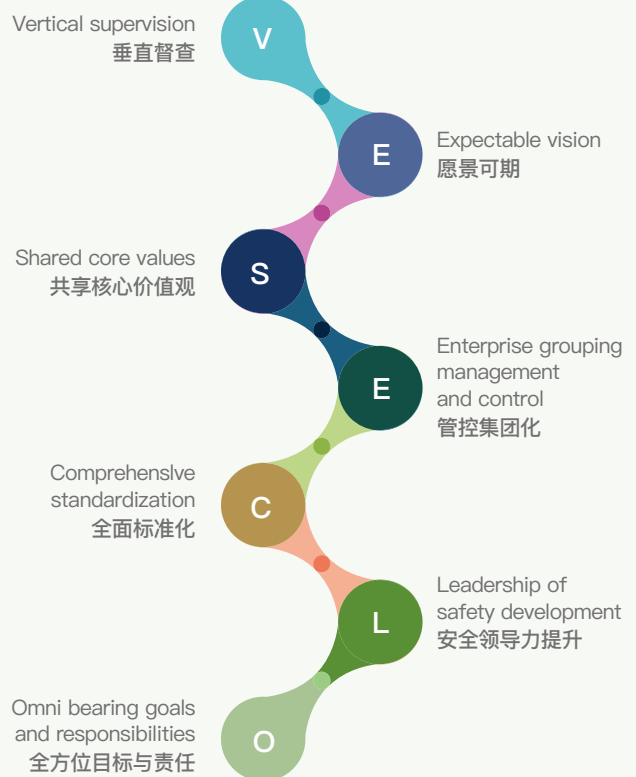 Vertical supervision
垂直督查
V
E
Expectable vision
愿景可期
Shared core values
共享核心价值观
S
E
Enterprise grouping
management
and control
管控集团化
Comprehenslve
standardization
全面标准化
C
L
Leadership of
safety development
安全领导力提升
Omni bearing goals
and responsibilities
全方位目标与责任
O